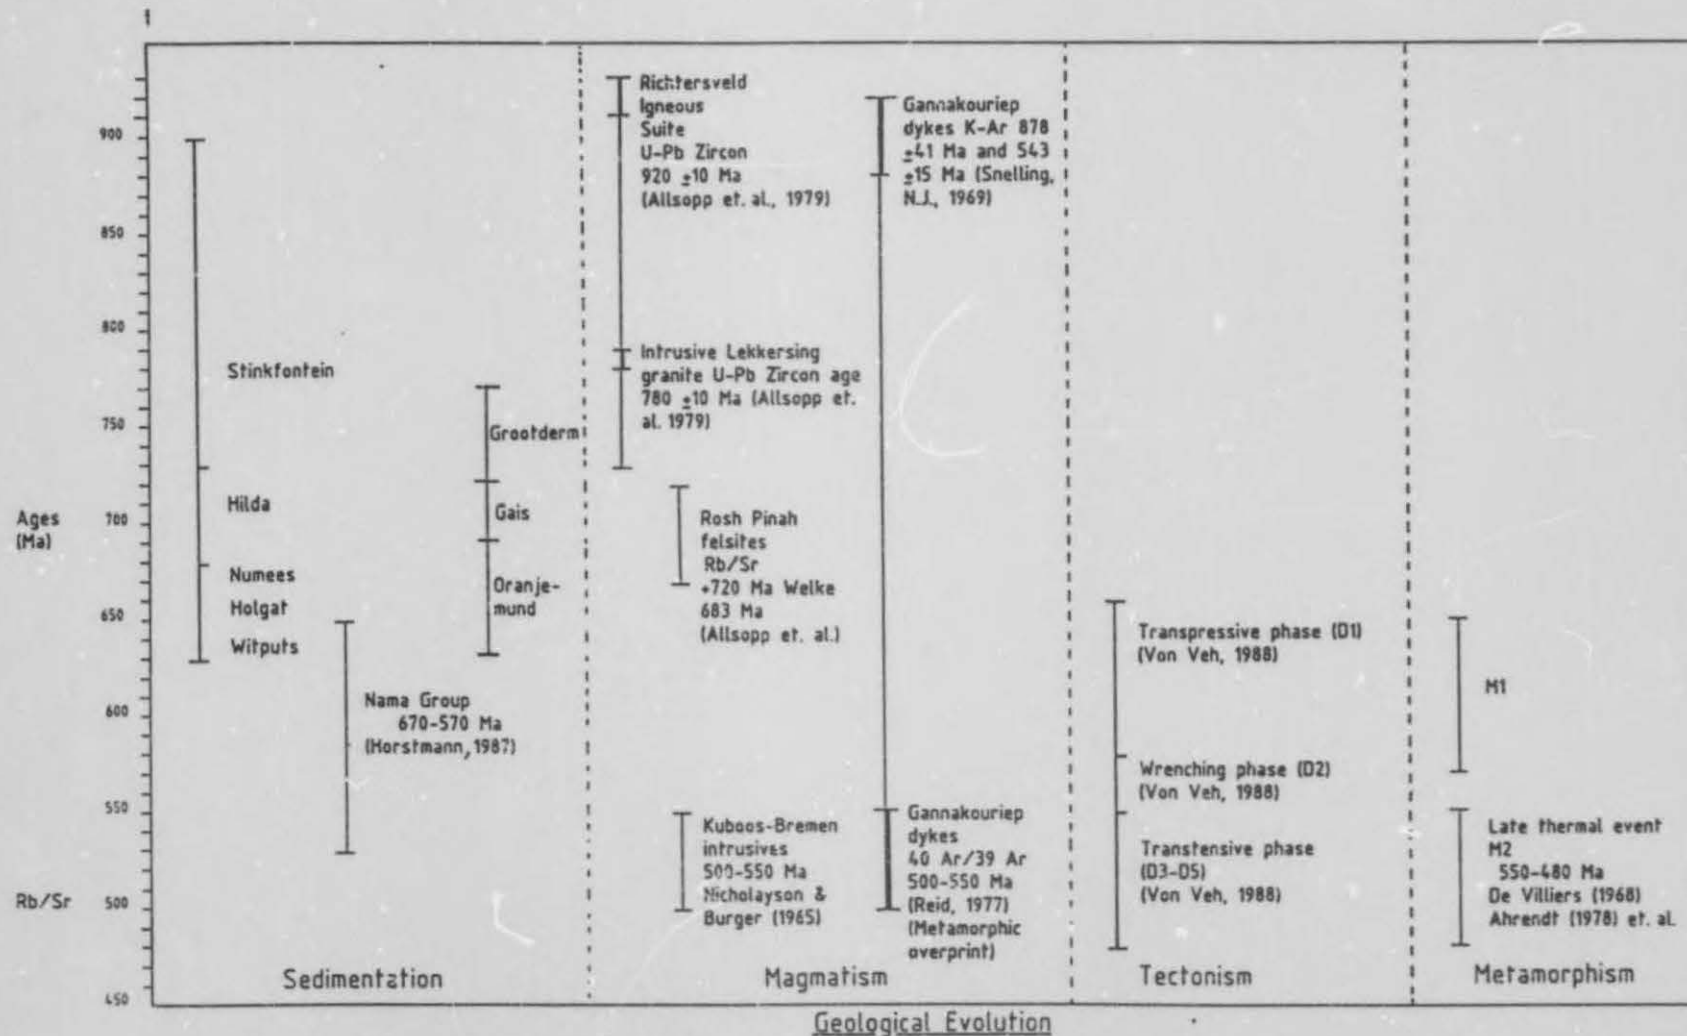 900
850
800
750
700
650
600
550
500
450
Ages
(Ma)
Rb/Sr
Stinkfontein
Hilda
Numees
Holgat
Witputs
Grootderm
Gais
Oranje-
mund
Nama Group
670-570 Ma
(Horstmann, 1987)
Sedimentation
Richtersveld
Igneous
Suite
U-Pb Zircon
920 ±10 Ma
(Allsopp et. al., 1979)
Intrusive Lekkersing
granite U-Pb Zircon age
780 ±10 Ma (Allsopp et.
al. 1979)
Rosh Pinah
felsites
Rb/Sr
+720 Ma Welke
683 Ma
(Allsopp et. al.)
Kuboos-Bremen
intrusives
500-550 Ma
Nicholayson &
Burger (1965)
Gannakouriep
dykes K-Ar 878
±41 Ma and 543
±15 Ma (Snelling,
N.J., 1969)
Gannakouriep
dykes
40 Ar/39 Ar
500-550 Ma
(Reid, 1977)
(Metamorphic
overprint)
Magmatism
Transpressive phase (D1)
(Von Veh, 1988)
Wrenching phase (D2)
(Von Veh, 1988)
Transtensive phase
(D3-D5)
(Von Veh, 1988)
Tectonism
M1
Late thermal event
M2
550-480 Ma
De Villiers (1968)
Ahrendt (1978) et. al.
Metamorphism
Geological Evolution